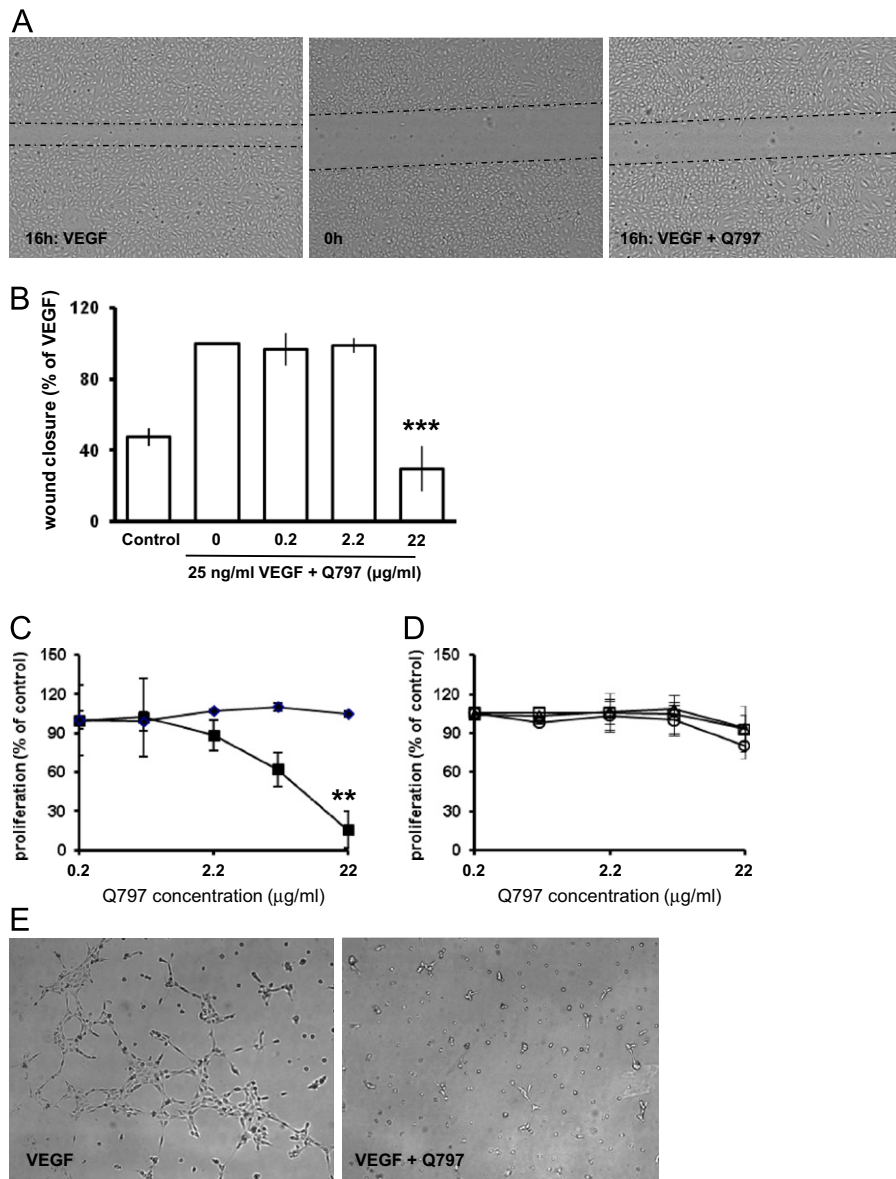 A
16h: VEGF
0h
16h: VEGF + Q797
B
wound closure (% of VEGF)
120
80
40
0
***
Control 0 0.2 2.2 22
25 ng/ml VEGF + Q797 (µg/ml)
C
proliferation (% of control)
150
120
90
60
30
0
**
0.2 2.2 22
Q797 concentration (µg/ml)
D
proliferation (% of control)
150
120
90
60
30
0
0.2 2.2 22
Q797 concentration (µg/ml)
E
VEGF
VEGF + Q797